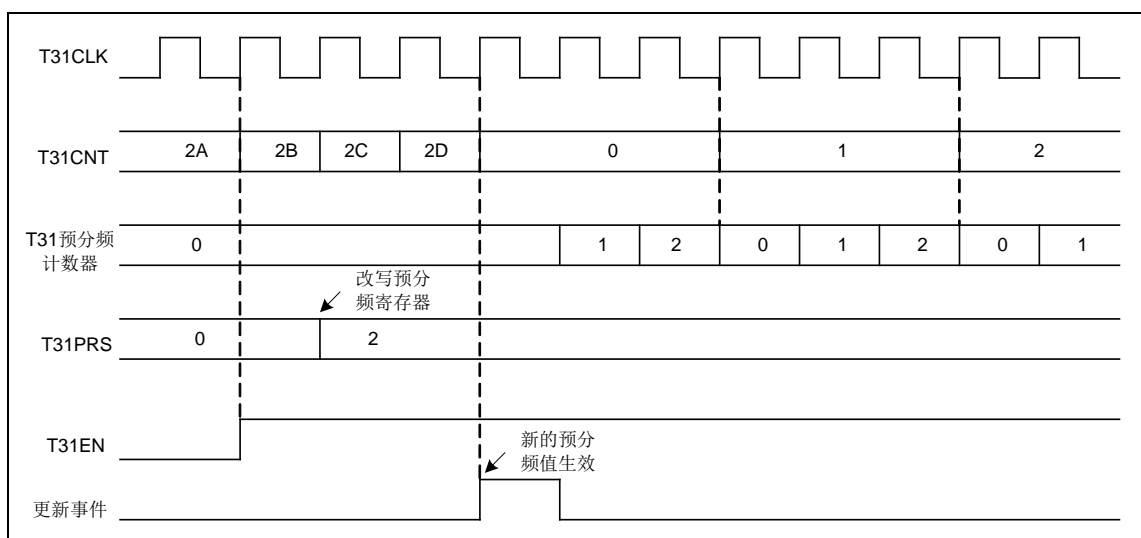 T31CLK
T31CNT 2A 2B 2C 2D 0 1 2
T31预分频
计数器
0 1 2 0 1 2 0 1
改写预分
频寄存器
T31PRS 0 2
T31EN
新的预分
频值生效
更新事件